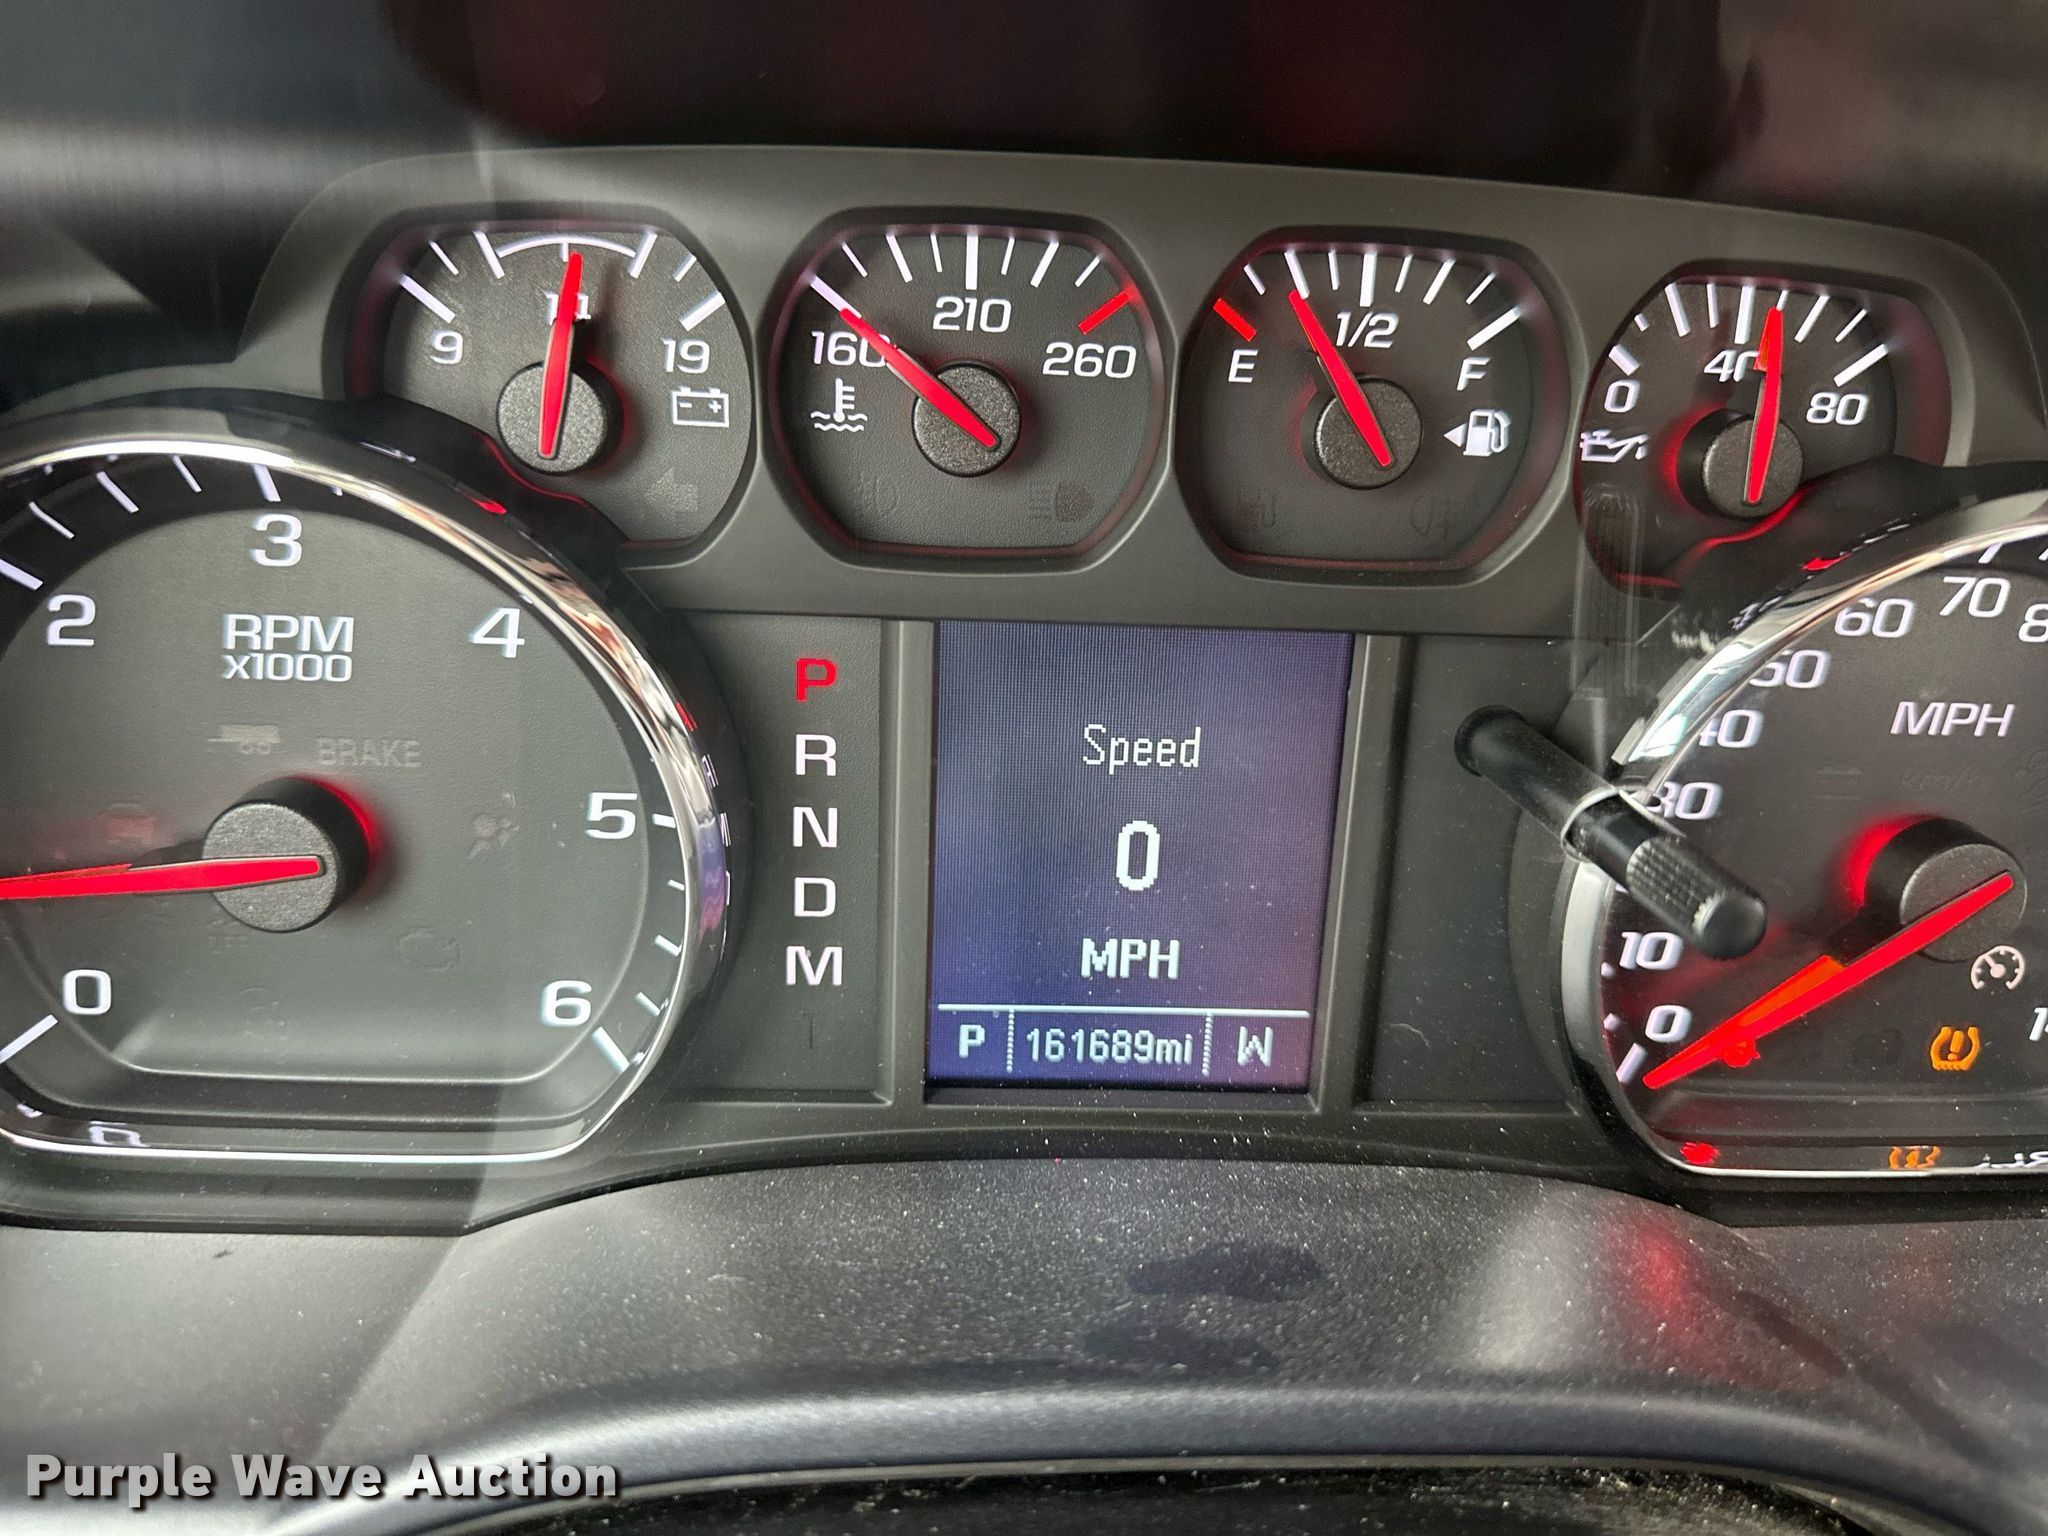 9 14 19
160 210 260
E 1/2 F
0 40 80
2 3 4
RPM
x1000
BRAKE
5
0 6
P
R
N
D
M
Speed
0
MPH
P 161689mi W
60 70
50
40
30
MPH
10
0
Purple Wave Auction